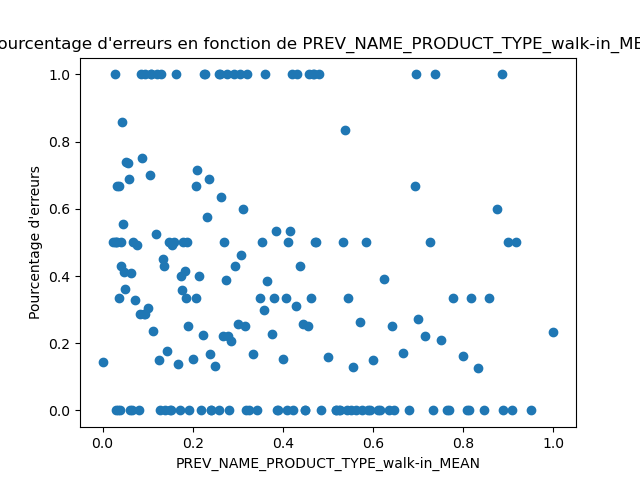 ourcentage d'erreurs en fonction de PREV_NAME_PRODUCT_TYPE_walk-in_ME
1.0
0.8
0.6
0.4
0.2
0.0
Pourcentage d'erreurs
0.0 0.2 0.4 0.6 0.8 1.0
PREV_NAME_PRODUCT_TYPE_walk-in_MEAN